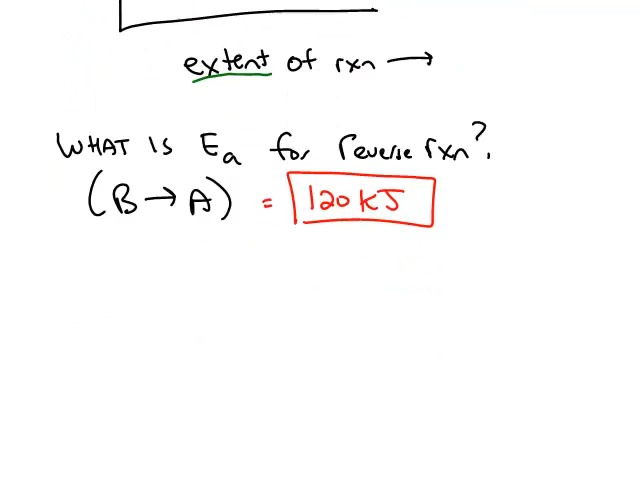 extent of rxn →
WHAT IS Ea for reverse rxn?.
(B → A) = 120 KJ